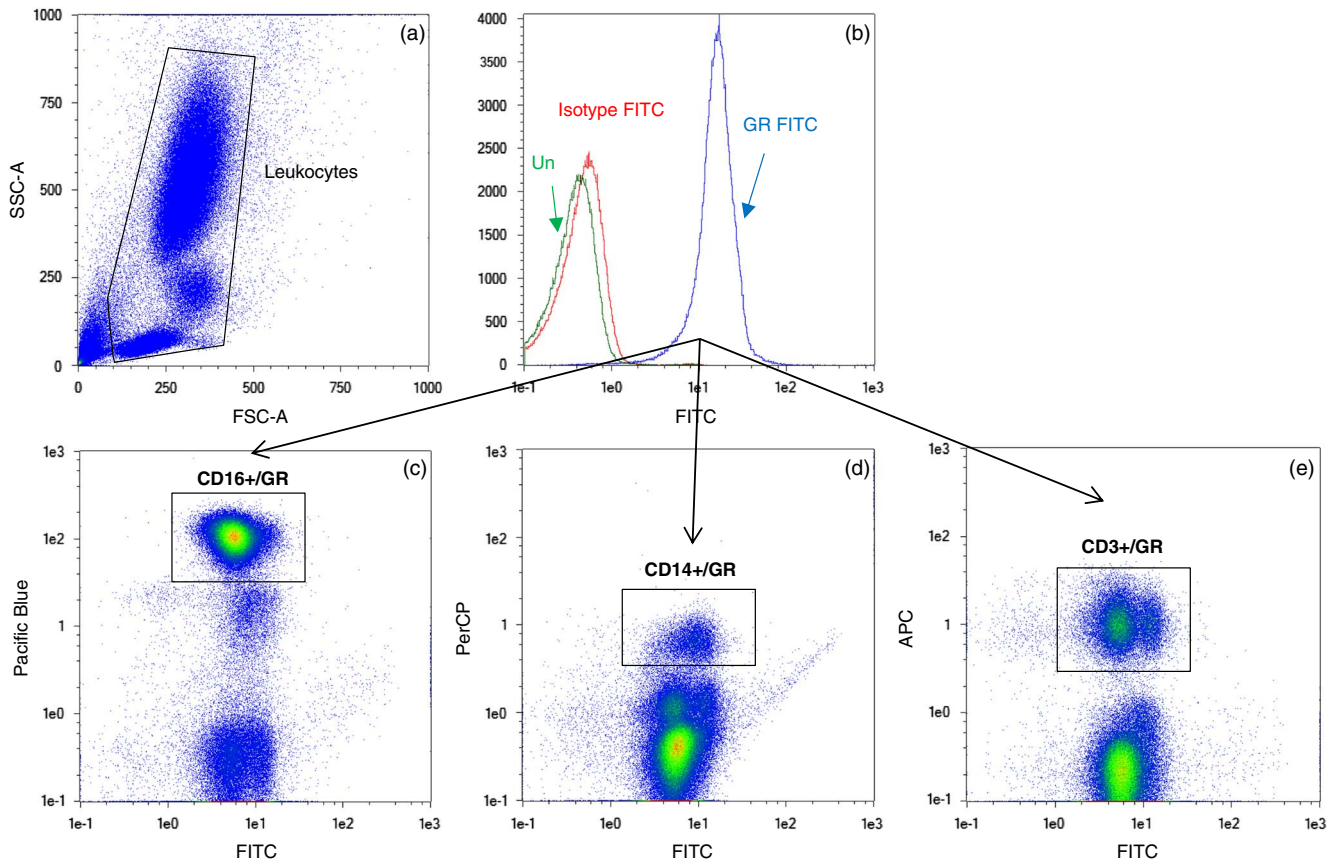 (a)
1000
750
500
250
0
SSC-A
Leukocytes
0 250 500 750 1000
FSC-A
(b)
4000
3500
3000
2500
2000
1500
1000
500
0
Isotype FITC
GR FITC
Un
1e-1 1e0 1e1 1e2 1e3
FITC
(c)
CD16+/GR
1e3
1e2
1
1e0
1e-1
Pacific Blue
1e-1 1e0 1e1 1e2 1e3
FITC
(d)
CD14+/GR
1e3
1e2
1
1e0
1e-1
PerCP
1e-1 1e0 1e1 1e2 1e3
FITC
(e)
CD3+/GR
1e3
1e2
1
1e0
1e-1
APC
1e-1 1e0 1e1 1e2 1e3
FITC